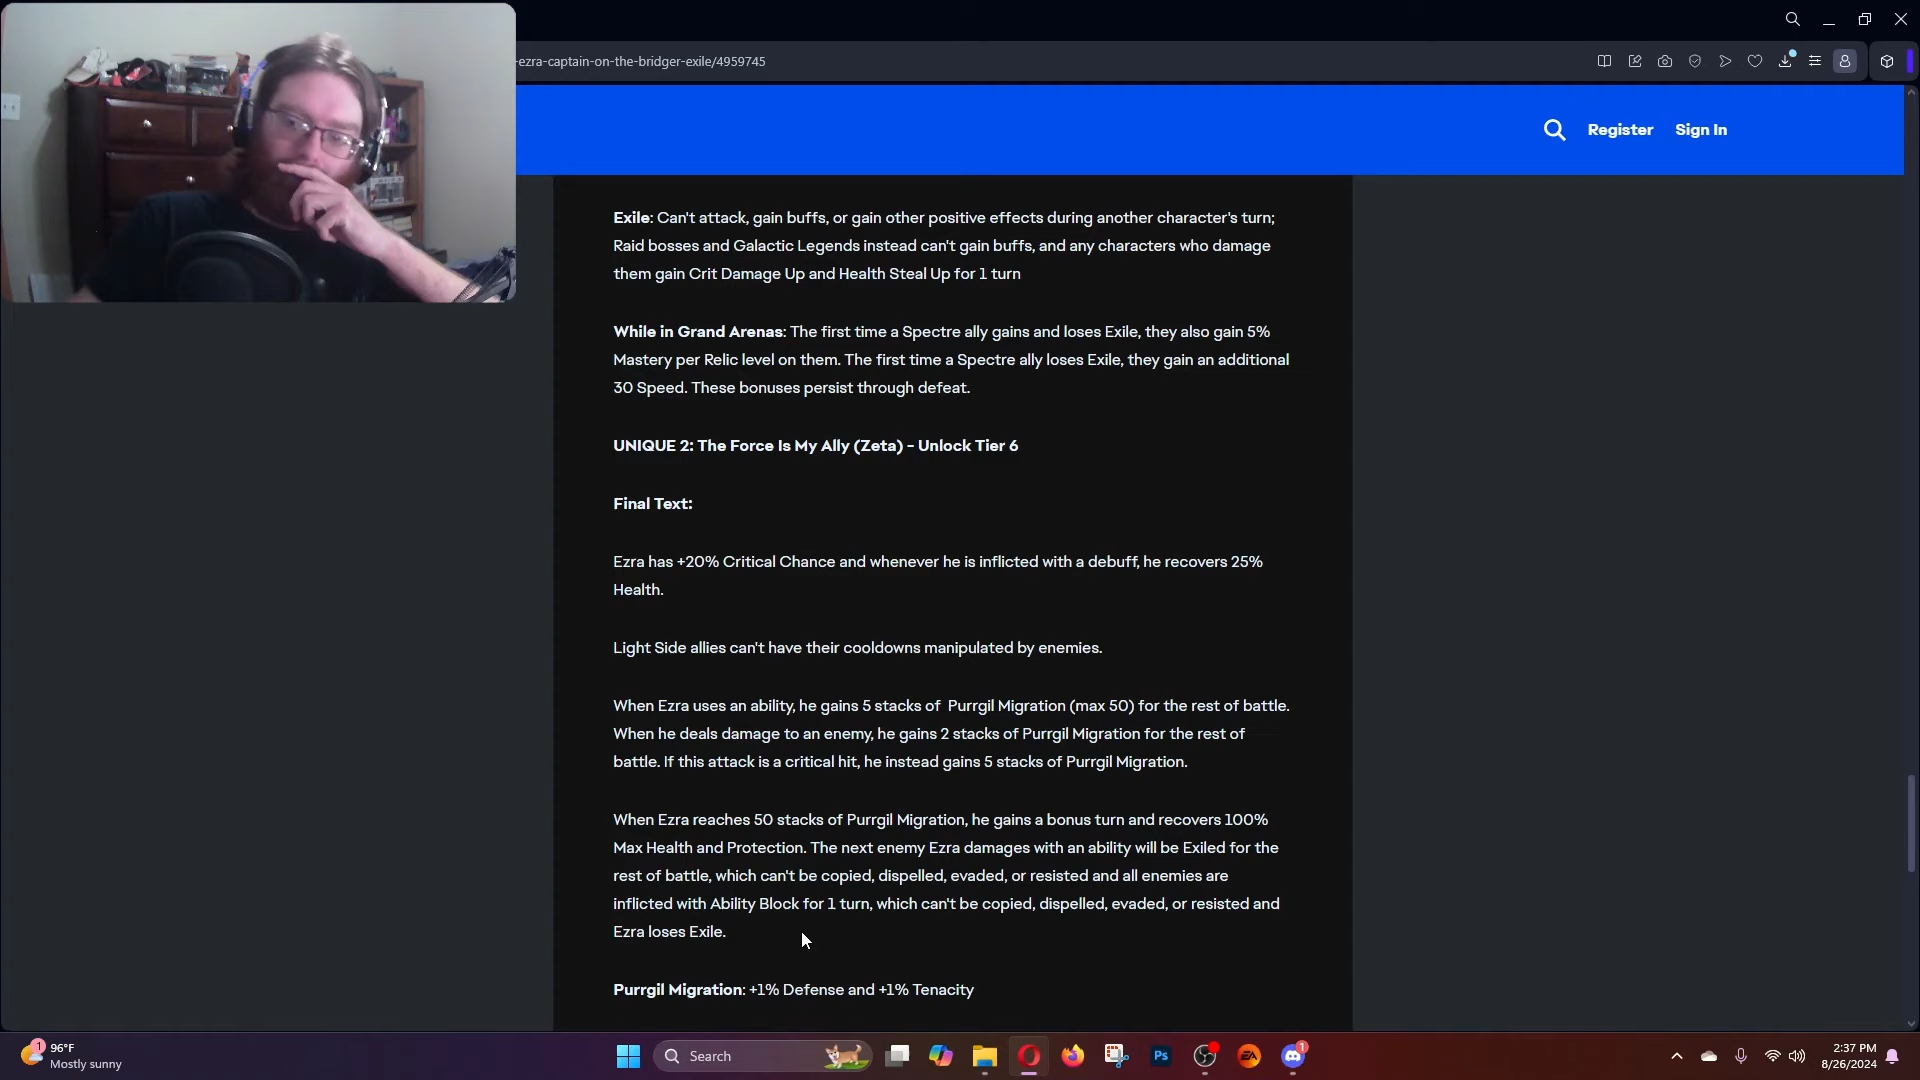 -ezra-captain-on-the-bridger-exile/4959745
Register Sign In
Exile: Can't attack, gain buffs, or gain other positive effects during another character's turn;
Raid bosses and Galactic Legends instead can't gain buffs, and any characters who damage
them gain Crit Damage Up and Health Steal Up for 1 turn
While in Grand Arenas: The first time a Spectre ally gains and loses Exile, they also gain 5%
Mastery per Relic level on them. The first time a Spectre ally loses Exile, they gain an additional
30 Speed. These bonuses persist through defeat.
UNIQUE 2: The Force Is My Ally (Zeta) - Unlock Tier 6
Final Text:
Ezra has +20% Critical Chance and whenever he is inflicted with a debuff, he recovers 25%
Health.
Light Side allies can't have their cooldowns manipulated by enemies.
When Ezra uses an ability, he gains 5 stacks of  Purrgil Migration (max 50) for the rest of battle.
When he deals damage to an enemy, he gains 2 stacks of Purrgil Migration for the rest of
battle. If this attack is a critical hit, he instead gains 5 stacks of Purrgil Migration.
When Ezra reaches 50 stacks of Purrgil Migration, he gains a bonus turn and recovers 100%
Max Health and Protection. The next enemy Ezra damages with an ability will be Exiled for the
rest of battle, which can't be copied, dispelled, evaded, or resisted and all enemies are
inflicted with Ability Block for 1 turn, which can't be copied, dispelled, evaded, or resisted and
Ezra loses Exile.
Purrgil Migration: +1% Defense and +1% Tenacity
1
96°F
Mostly sunny
Search
Ps
EA
1
2:37 PM
8/26/2024